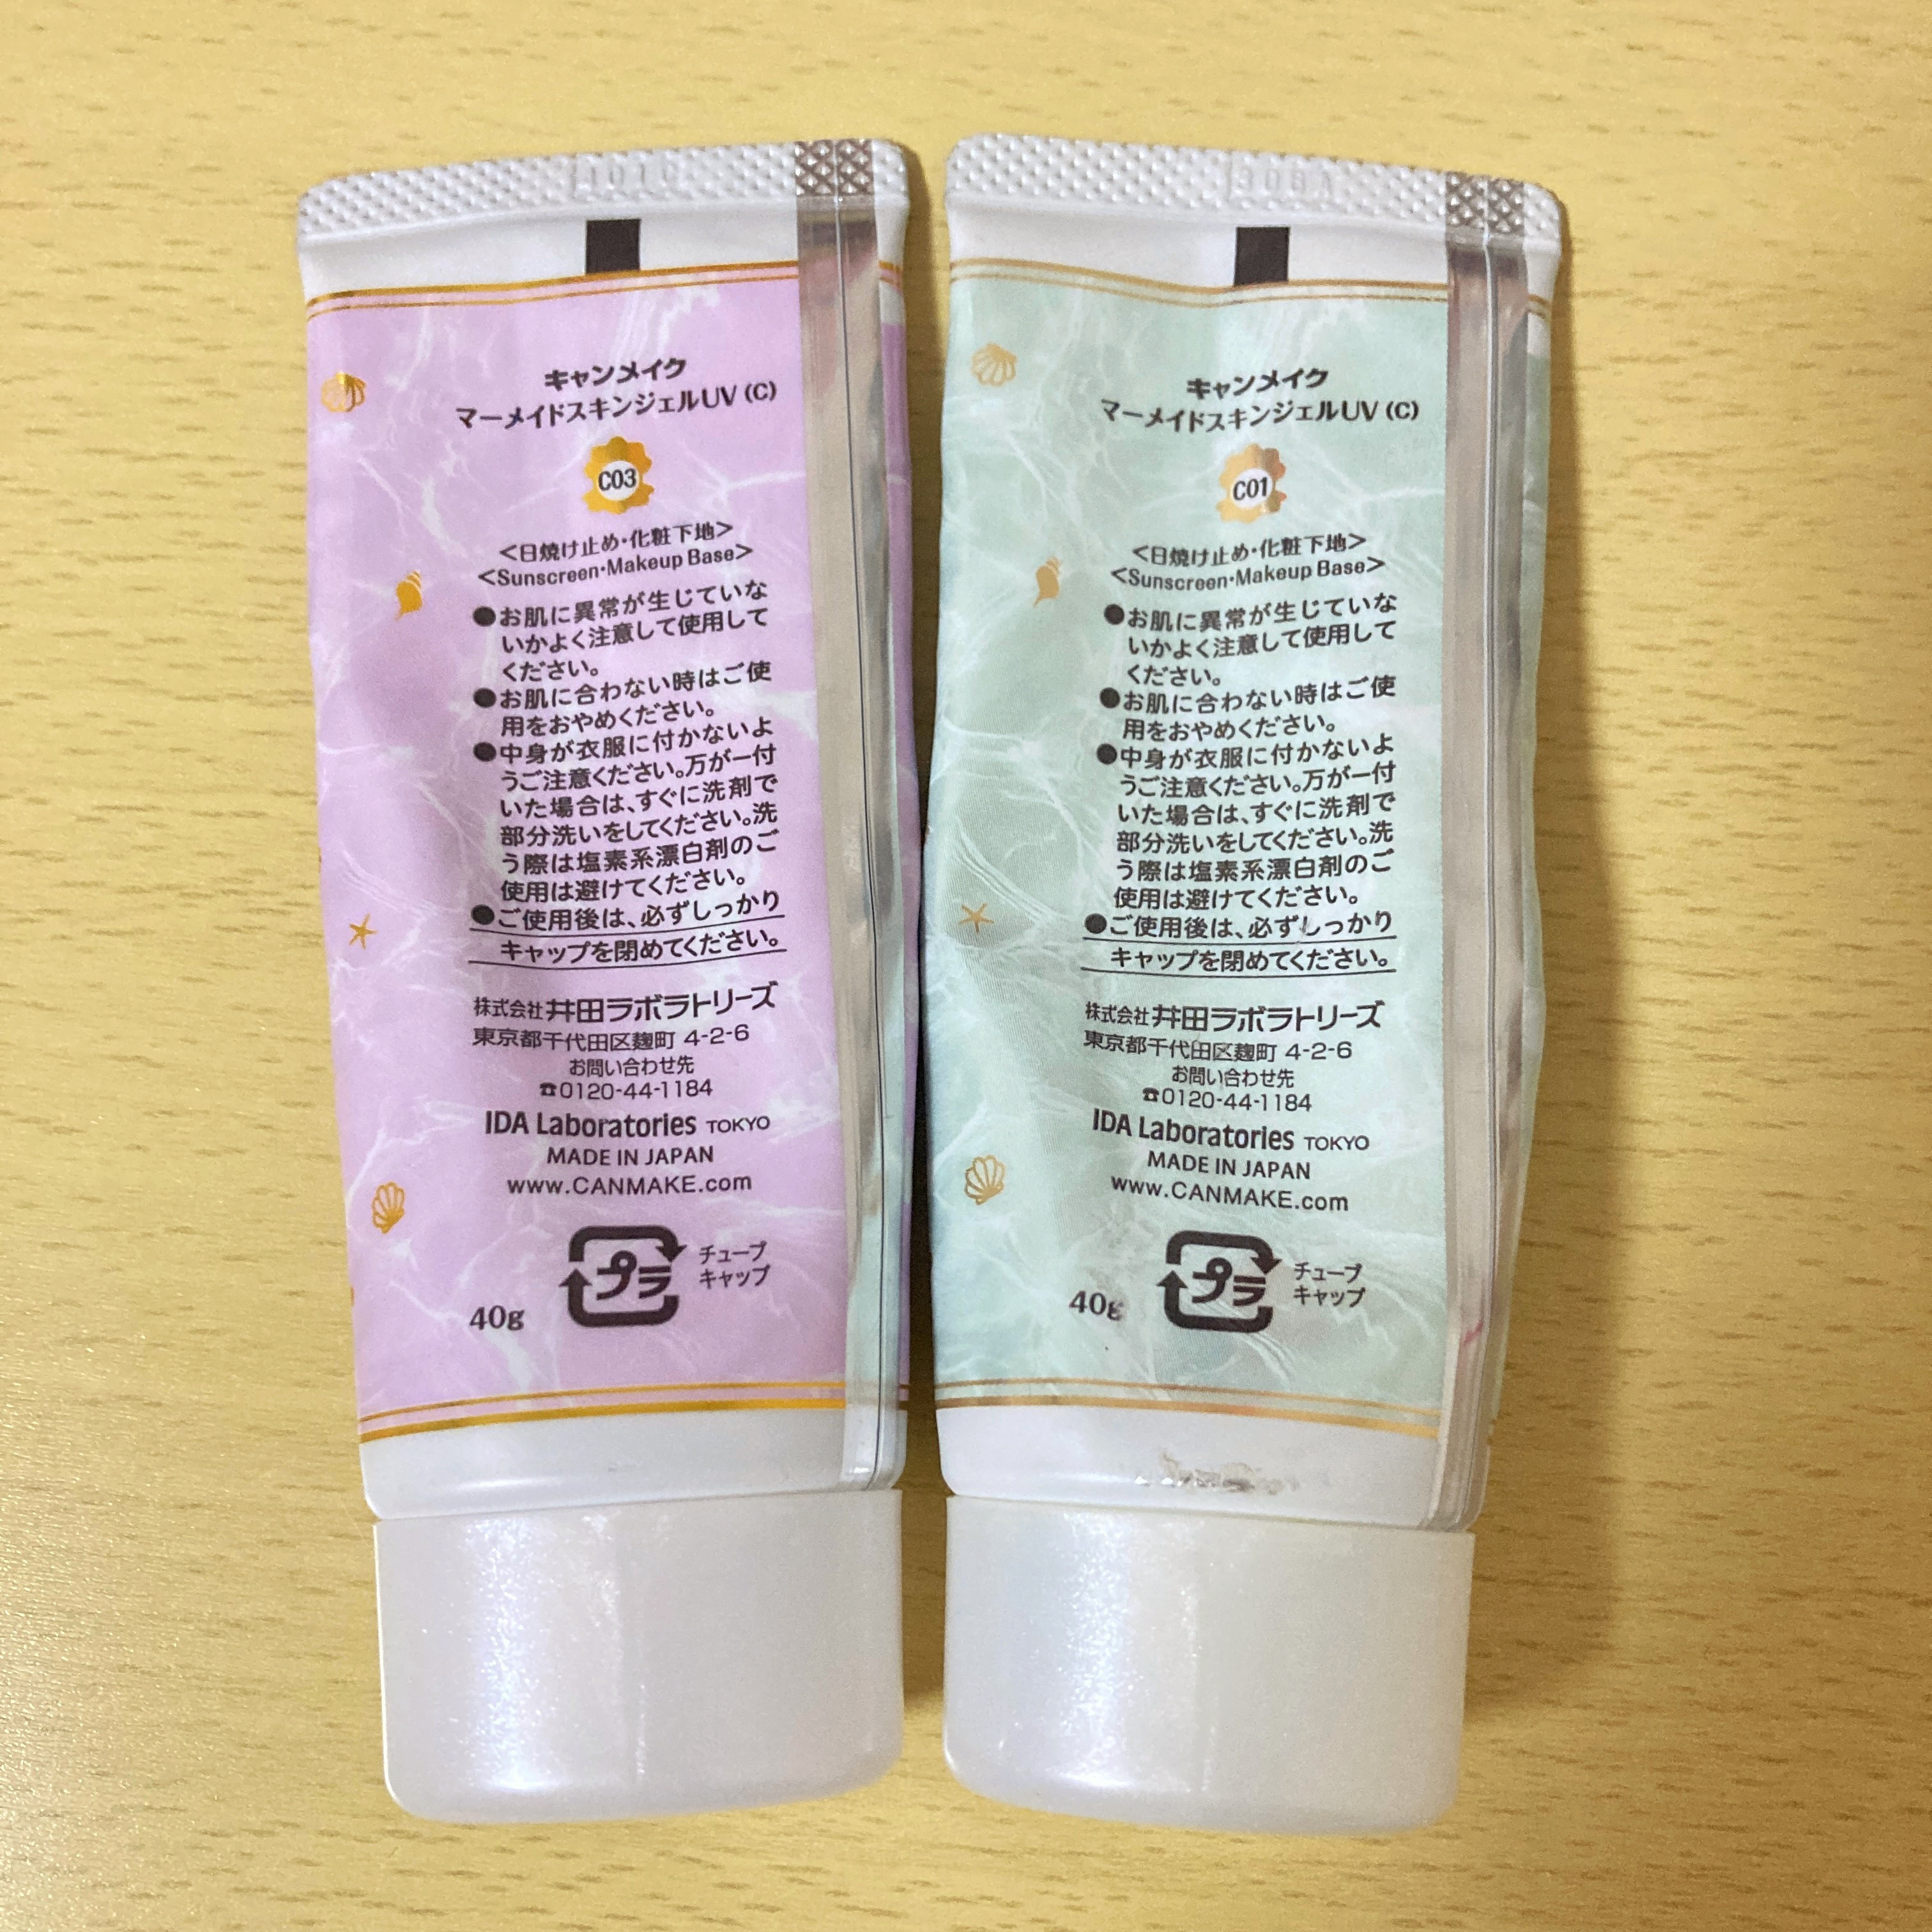 キャンメイク
マーメイドスキンジェルUV (C)
C03
<日焼け止め・化粧下地>
<Sunscreen・Makeup Base>
●お肌に異常が生じていな
いかよく注意して使用して
ください。
●お肌に合わない時はご使
用をおやめください。
●中身が衣服に付かないよ
うご注意ください。万が一付
いた場合は、すぐに洗剤で
部分洗いをしてください。洗
う際は塩素系漂白剤のご
使用は避けてください。
●ご使用後は、必ずしっかり
キャップを閉めてください。
株式会社 井田ラボラトリーズ
東京都千代田区麹町 4-2-6
お問い合わせ先
☎0120-44-1184
IDA Laboratories TOKYO
MADE IN JAPAN
www.CANMAKE.com
プラ
チューブ
キャップ
40g
キャンメイク
マーメイドスキンジェルUV (C)
C01
<日焼け止め・化粧下地>
<Sunscreen・Makeup Base>
●お肌に異常が生じていな
いかよく注意して使用して
ください。
●お肌に合わない時はご使
用をおやめください。
●中身が衣服に付かないよ
うご注意ください。万が一付
いた場合は、すぐに洗剤で
部分洗いをしてください。洗
う際は塩素系漂白剤のご
使用は避けてください。
●ご使用後は、必ずしっかり
キャップを閉めてください。
株式会社 井田ラボラトリーズ
東京都千代田区麹町 4-2-6
お問い合わせ先
☎0120-44-1184
IDA Laboratories TOKYO
MADE IN JAPAN
www.CANMAKE.com
プラ
チューブ
キャップ
40g